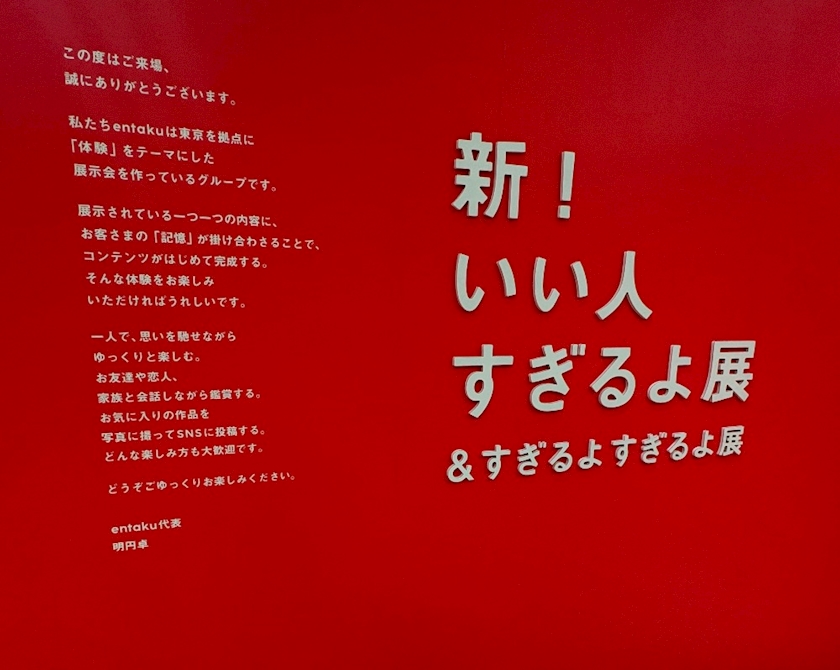 この度はご来場、
誠にありがとうございます。
私たちentakuは東京を拠点に
「体験」をテーマにした
展示会を作っているグループです。
展示されている一つ一つの内容に、
お客さまの「記憶」が掛け合わさることで、
コンテンツがはじめて完成する。
そんな体験をお楽しみ
いただければうれしいです。
一人で、思いを馳せながら
ゆっくりと楽しむ。
お友達や恋人、
家族と会話しながら鑑賞する。
お気に入りの作品を
写真に撮ってSNSに投稿する。
どんな楽しみ方も大歓迎です。
どうぞごゆっくりお楽しみください。
entaku代表
明円卓
新！
いい人
すぎるよ展
＆すぎるよすぎるよ展